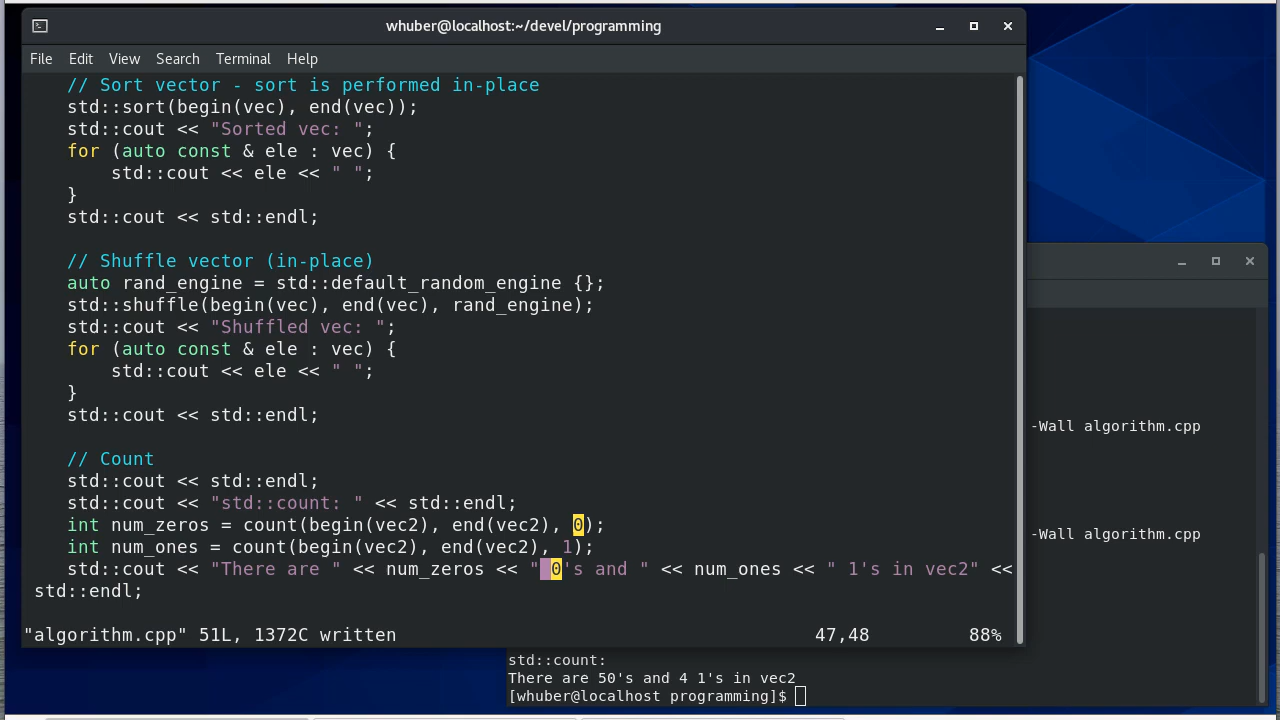 whuber@localhost:~/devel/programming
File Edit View Search Terminal Help
// Sort vector - sort is performed in-place
std::sort(begin(vec), end(vec));
std::cout << "Sorted vec: ";
for (auto const & ele : vec) {
std::cout << ele << " ";
}
std::cout << std::endl;
// Shuffle vector (in-place)
auto rand_engine = std::default_random_engine {};
std::shuffle(begin(vec), end(vec), rand_engine);
std::cout << "Shuffled vec: ";
for (auto const & ele : vec) {
std::cout << ele << " ";
}
std::cout << std::endl;
// Count
std::cout << std::endl;
std::cout << "std::count: " << std::endl;
int num_zeros = count(begin(vec2), end(vec2), 0);
int num_ones = count(begin(vec2), end(vec2), 1);
std::cout << "There are " << num_zeros << " 0's and " << num_ones << " 1's in vec2" <<
std::endl;
"algorithm.cpp" 51L, 1372C written 47,48 88%
-Wall algorithm.cpp
-Wall algorithm.cpp
std::count:
There are 50's and 4 1's in vec2
[whuber@localhost programming]$